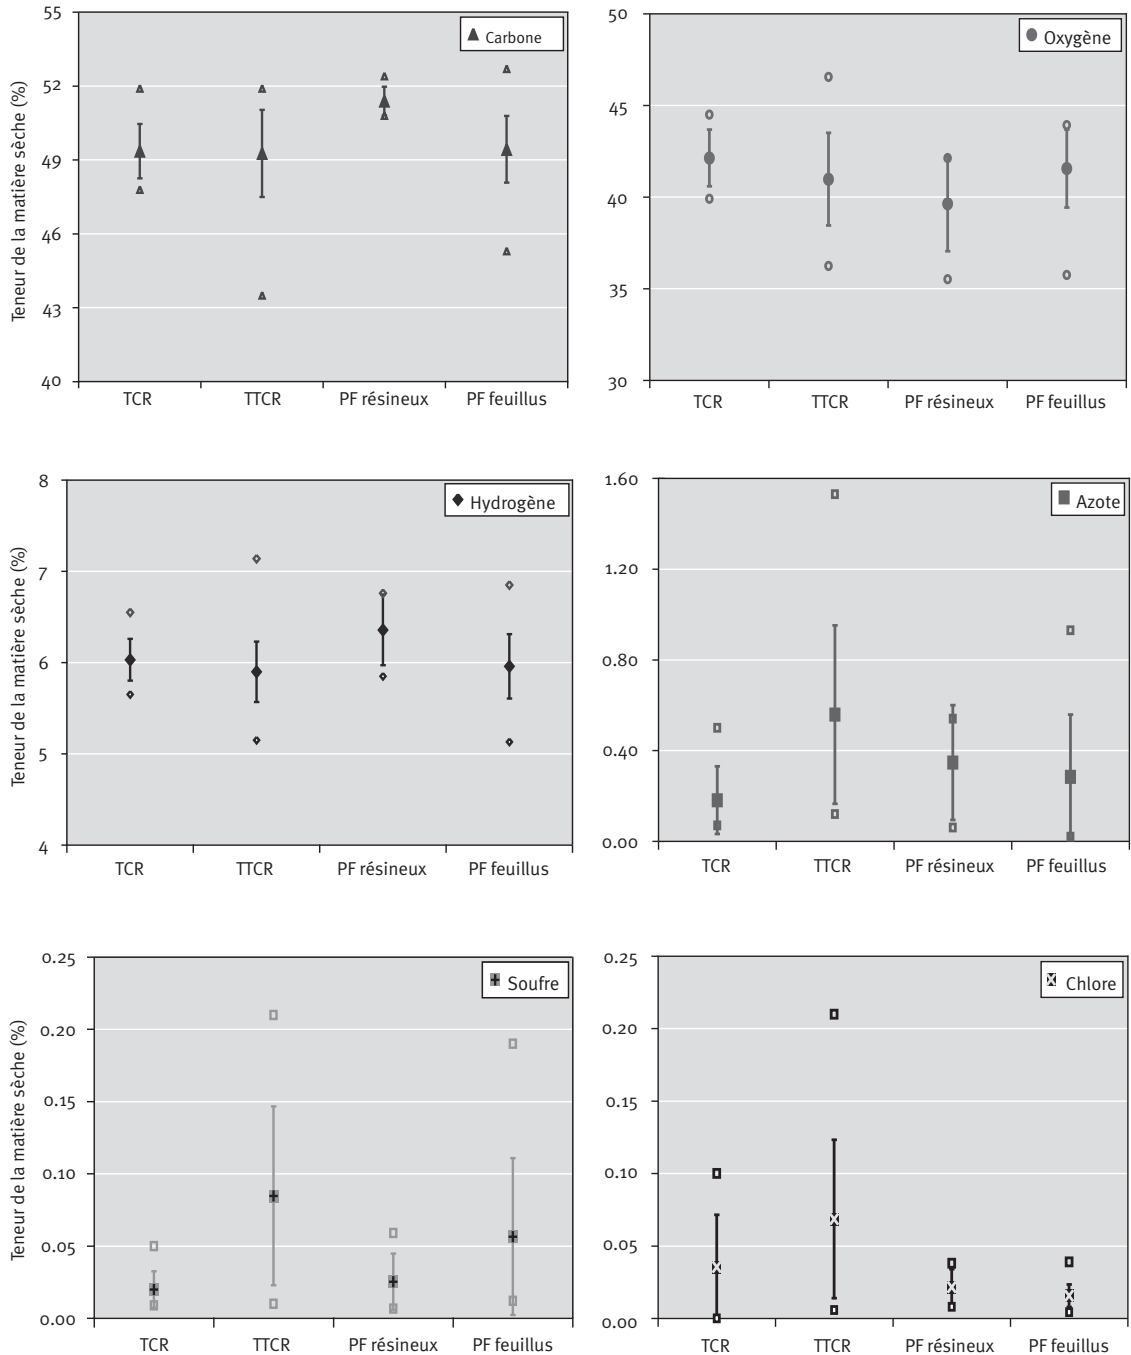 Teneur de la matière sèche (%)
55
52
49
46
43
40
Carbone
TCR TTCR PF résineux PF feuillus
50
45
40
35
30
Oxygène
TCR TTCR PF résineux PF feuillus
Teneur de la matière sèche (%)
8
7
6
5
4
Hydrogène
TCR TTCR PF résineux PF feuillus
1.60
1.20
0.80
0.40
0.00
Azote
TCR TTCR PF résineux PF feuillus
Teneur de la matière sèche (%)
0.25
0.20
0.15
0.10
0.05
0.00
Soufre
TCR TTCR PF résineux PF feuillus
0.25
0.20
0.15
0.10
0.05
0.00
Chlore
TCR TTCR PF résineux PF feuillus